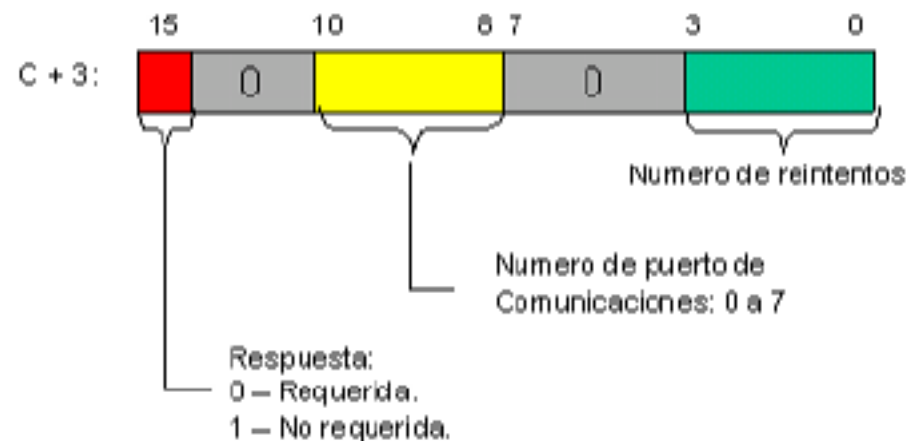 15 10 8 7 3 0
C + 3: 0 0
Numero de reintentos
Numero de puerto de
Comunicaciones: 0 a 7
Respuesta:
0 – Requerida.
1 – No requerida.